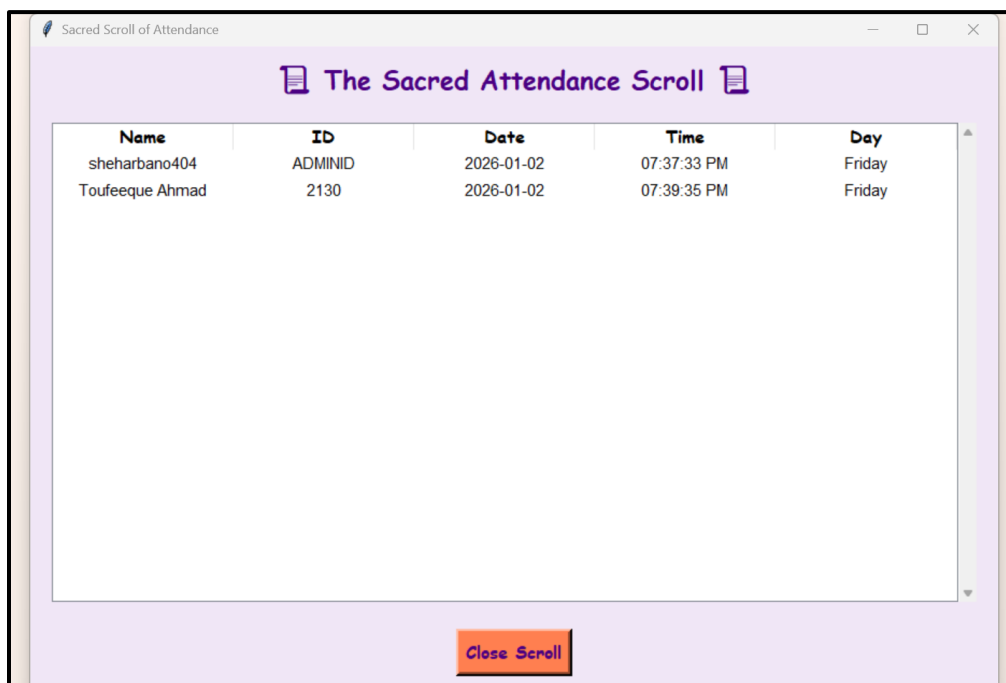 Sacred Scroll of Attendance
📜 The Sacred Attendance Scroll 📜
Name ID Date Time Day
sheharbano404 ADMINID 2026-01-02 07:37:33 PM Friday
Toufeeque Ahmad 2130 2026-01-02 07:39:35 PM Friday
Close Scroll